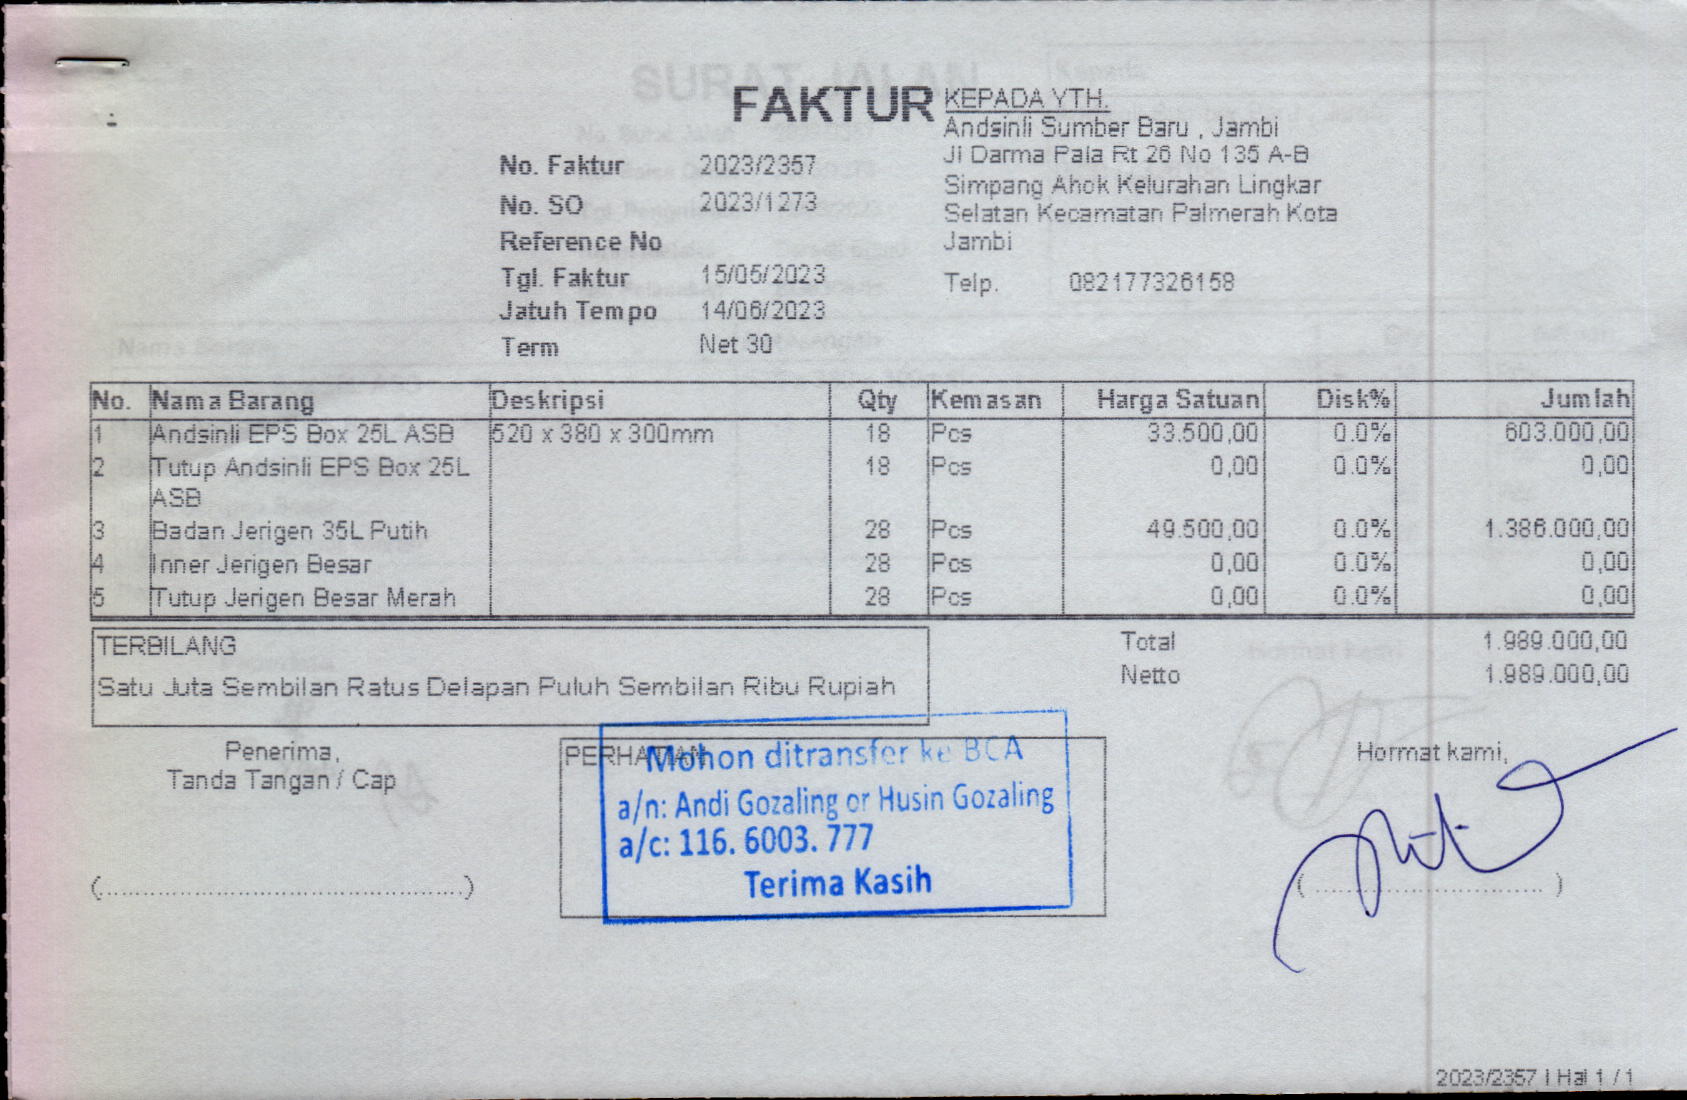 FAKTUR
KEPADA YTH.
Andsinli Sumber Baru , Jambi
Jl Darma Pala Rt 26 No 135 A-B
Simpang Ahok Kelurahan Lingkar
Selatan Kecamatan Palmerah Kota
Jambi
Telp. 082177326158
No. Faktur 2023/2357
No. SO 2023/1273
Reference No
Tgl. Faktur 15/05/2023
Jatuh Tempo 14/06/2023
Term Net 30
No. Nama Barang Deskripsi Qty Kemasan Harga Satuan Disk% Jumlah
1 Andsinli EPS Box 25L ASB 520 x 380 x 300mm 18 Pcs 33.500,00 0.0% 603.000,00
2 Tutup Andsinli EPS Box 25L 18 Pcs 0,00 0.0% 0,00
ASB
3 Badan Jerigen 35L Putih 28 Pcs 49.500,00 0.0% 1.386.000,00
4 Inner Jerigen Besar 28 Pcs 0,00 0.0% 0,00
5 Tutup Jerigen Besar Merah 28 Pcs 0,00 0.0% 0,00
TERBILANG
Satu Juta Sembilan Ratus Delapan Puluh Sembilan Ribu Rupiah
Total 1.989.000,00
Netto 1.989.000,00
Penerima,
Tanda Tangan / Cap
(..................................................)
PERHATIAN
Mohon ditransfer ke BCA
a/n: Andi Gozaling or Husin Gozaling
a/c: 116. 6003. 777
Terima Kasih
Hormat kami,
( ................................ )
2023/2357 | Hal 1 / 1